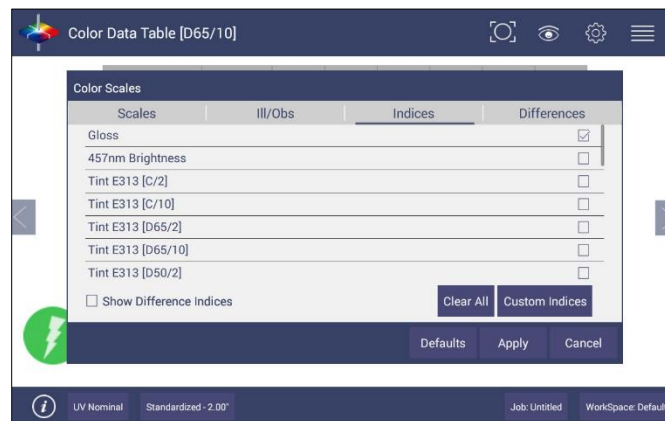 Color Data Table [D65/10]
Color Scales
Scales Ill/Obs Indices Differences
Gloss
457nm Brightness
Tint E313 [C/2]
Tint E313 [C/10]
Tint E313 [D65/2]
Tint E313 [D65/10]
Tint E313 [D50/2]
Show Difference Indices Clear All Custom Indices
Defaults Apply Cancel
i UV Nominal Standardized - 2.00" Job: Untitled WorkSpace: Default